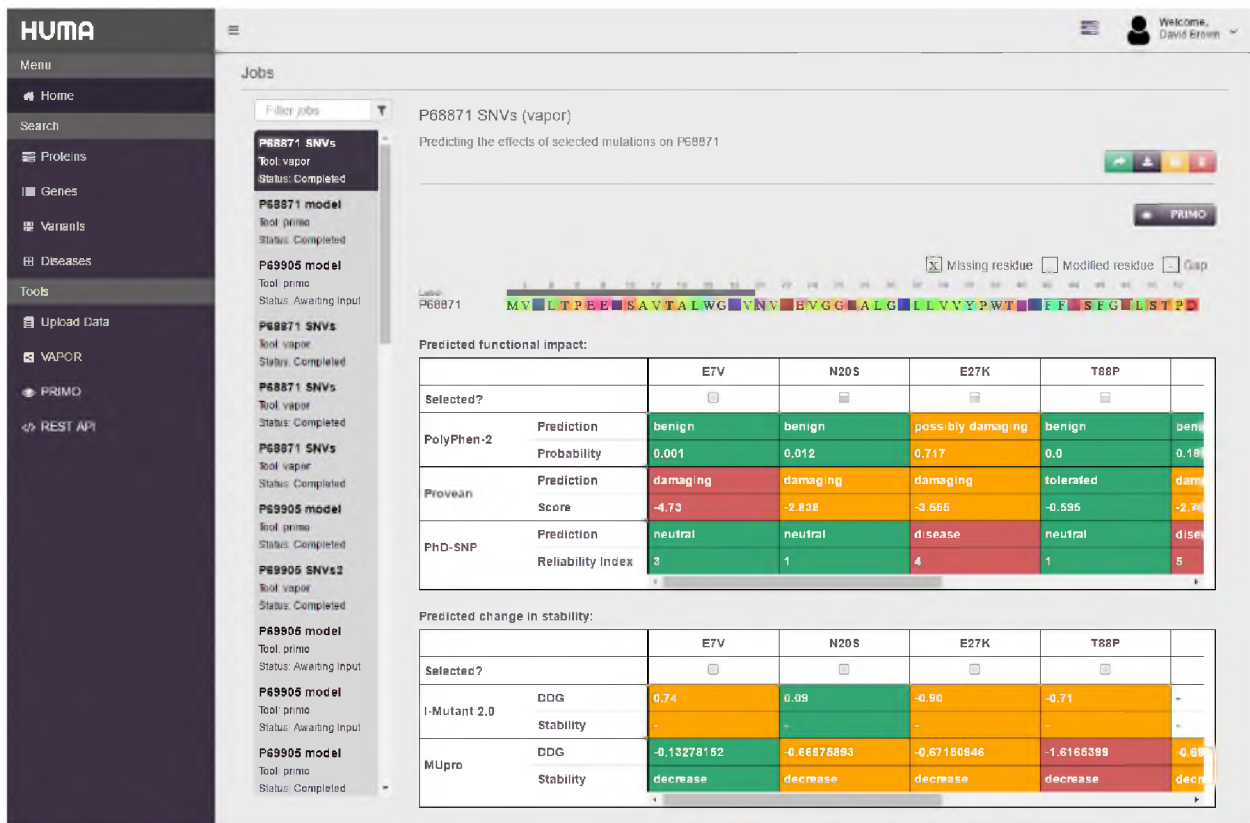 HUMA
Welcome,
David Brown
Menu
Home
Search
Proteins
Genes
Variants
Diseases
Tools
Upload Data
VAPOR
PRIMO
</> REST API
Jobs
Filter jobs
P68871 SNVs
Tool: vapor
Status: Completed
P68871 model
Tool: primo
Status: Completed
P69905 model
Tool: primo
Status: Awaiting Input
P68871 SNVs
Tool: vapor
Status: Completed
P68871 SNVs
Tool: vapor
Status: Completed
P68871 SNVs
Tool: vapor
Status: Completed
P69905 model
Tool: primo
Status: Completed
P69905 SNVs2
Tool: vapor
Status: Completed
P69905 model
Tool: primo
Status: Awaiting Input
P69905 model
Tool: primo
Status: Awaiting Input
P69905 model
Tool: primo
Status: Completed
P68871 SNVs (vapor)
Predicting the effects of selected mutations on P68871
PRIMO
X Missing residue Modified residue - Gap
Label
P68871 M V L T P E E S A V T A L W G V N V E V G G A L G L L V V Y P W T F F S F G L S T P D
Predicted functional impact:
E7V N20S E27K T88P
Selected?
PolyPhen-2 Prediction benign benign possibly damaging benign
Probability 0.001 0.012 0.717 0.0
Provean Prediction damaging damaging damaging tolerated
Score -4.73 -2.838 -3.555 -0.595
PhD-SNP Prediction neutral neutral disease neutral
Reliability Index 3 1 4 1 5
Predicted change in stability:
E7V N20S E27K T88P
Selected?
I-Mutant 2.0 DDG 0.74 0.09 -0.90 -0.71 -
Stability - - - - -
MUpro DDG -0.13278152 -0.66975893 -0.67150946 -1.6165399
Stability decrease decrease decrease decrease